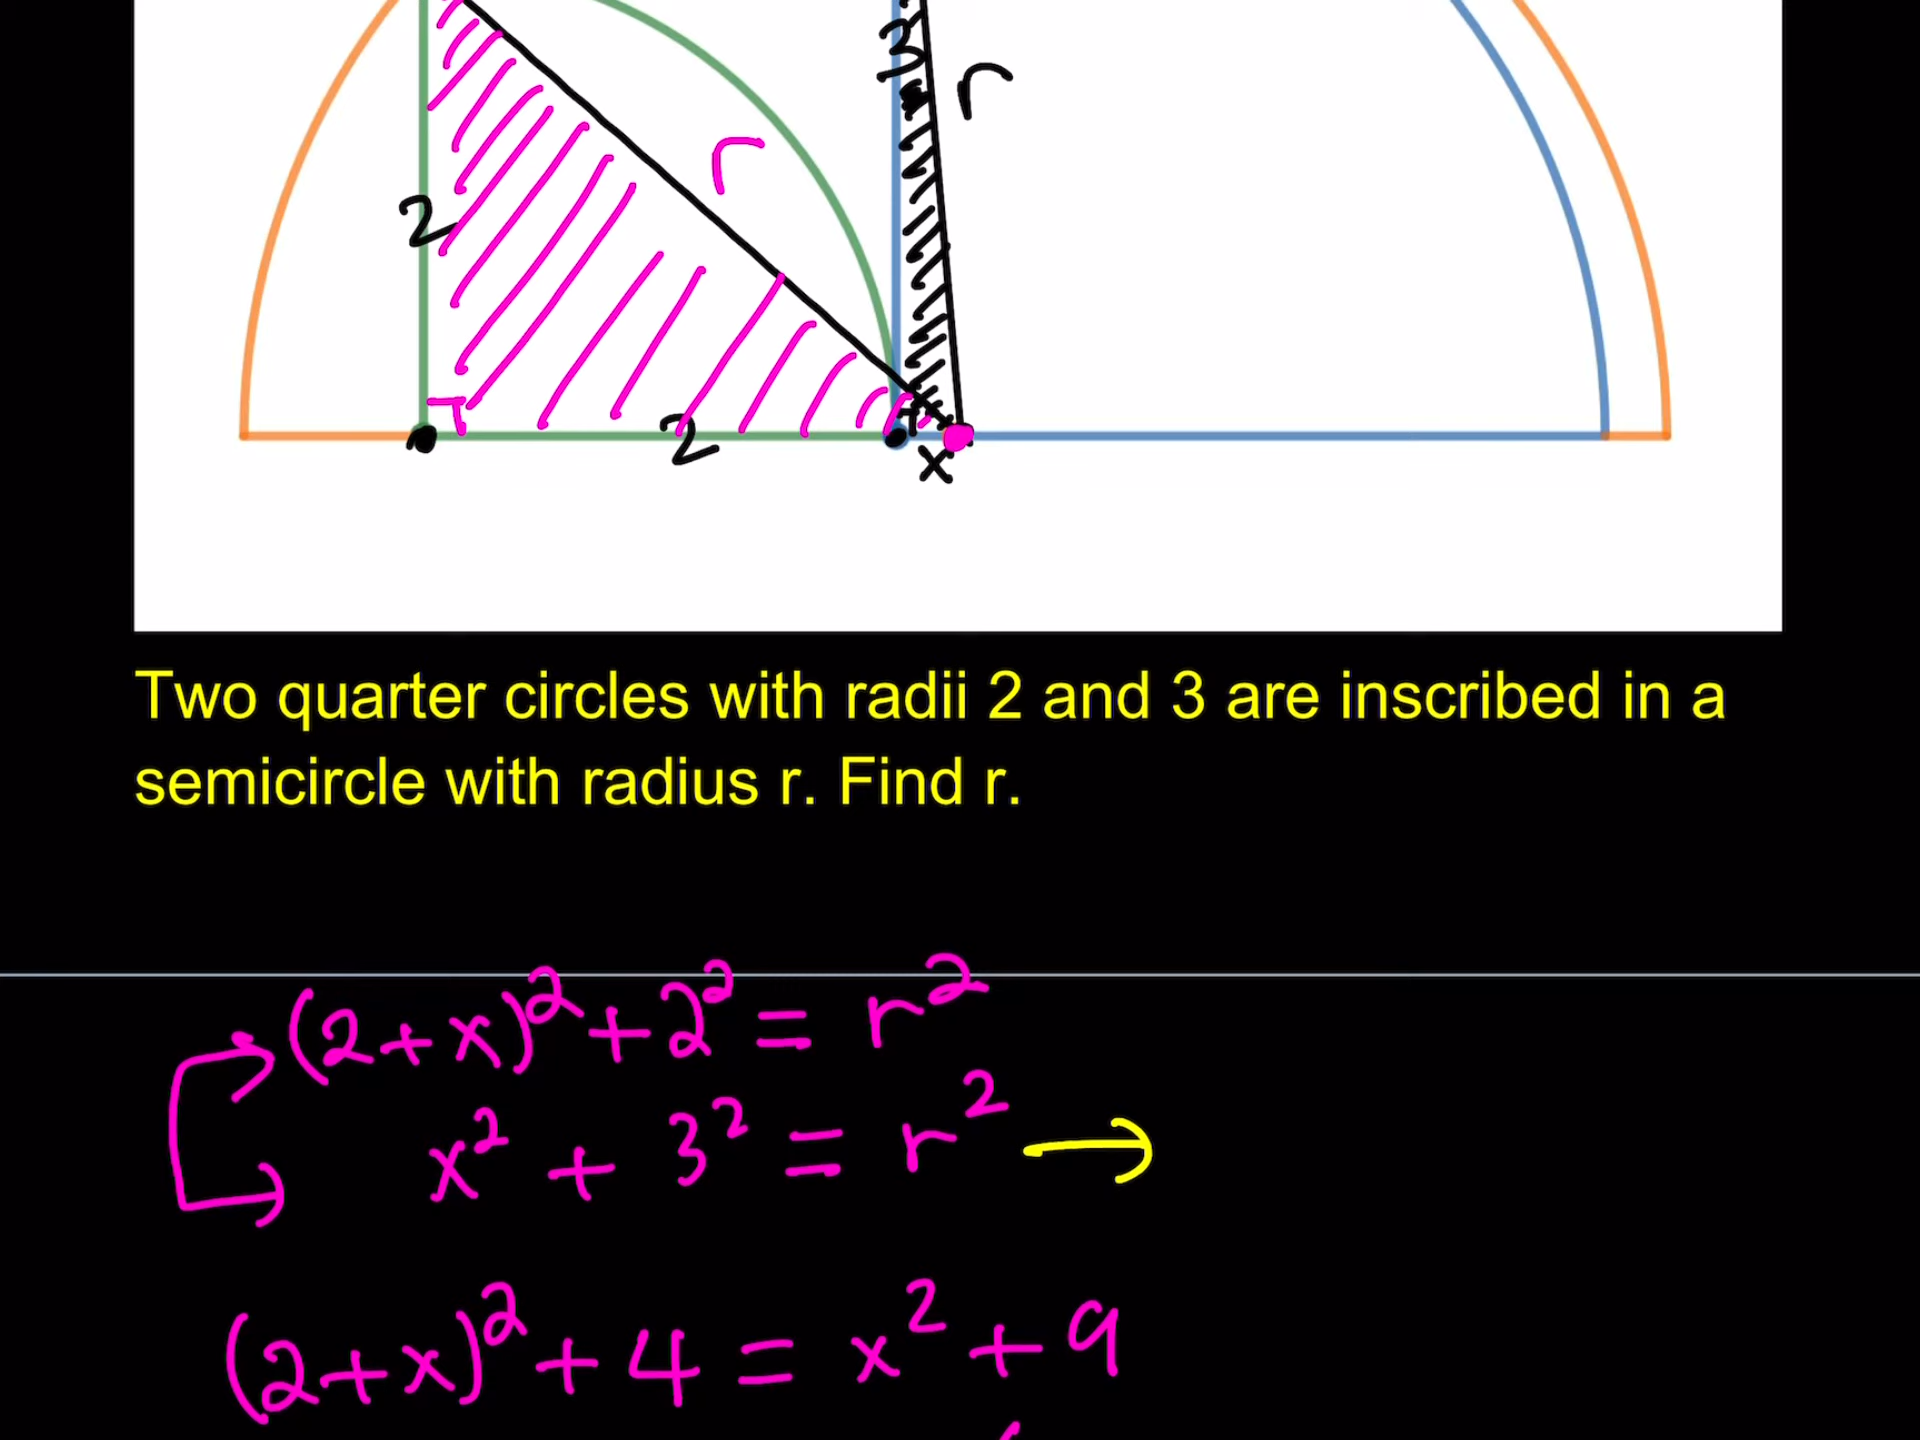 3
r
r
2
2
x
Two quarter circles with radii 2 and 3 are inscribed in a
semicircle with radius r. Find r.
(2+x)²+2² = r²
x² + 3² = r² →
(2+x)²+4 = x²+9